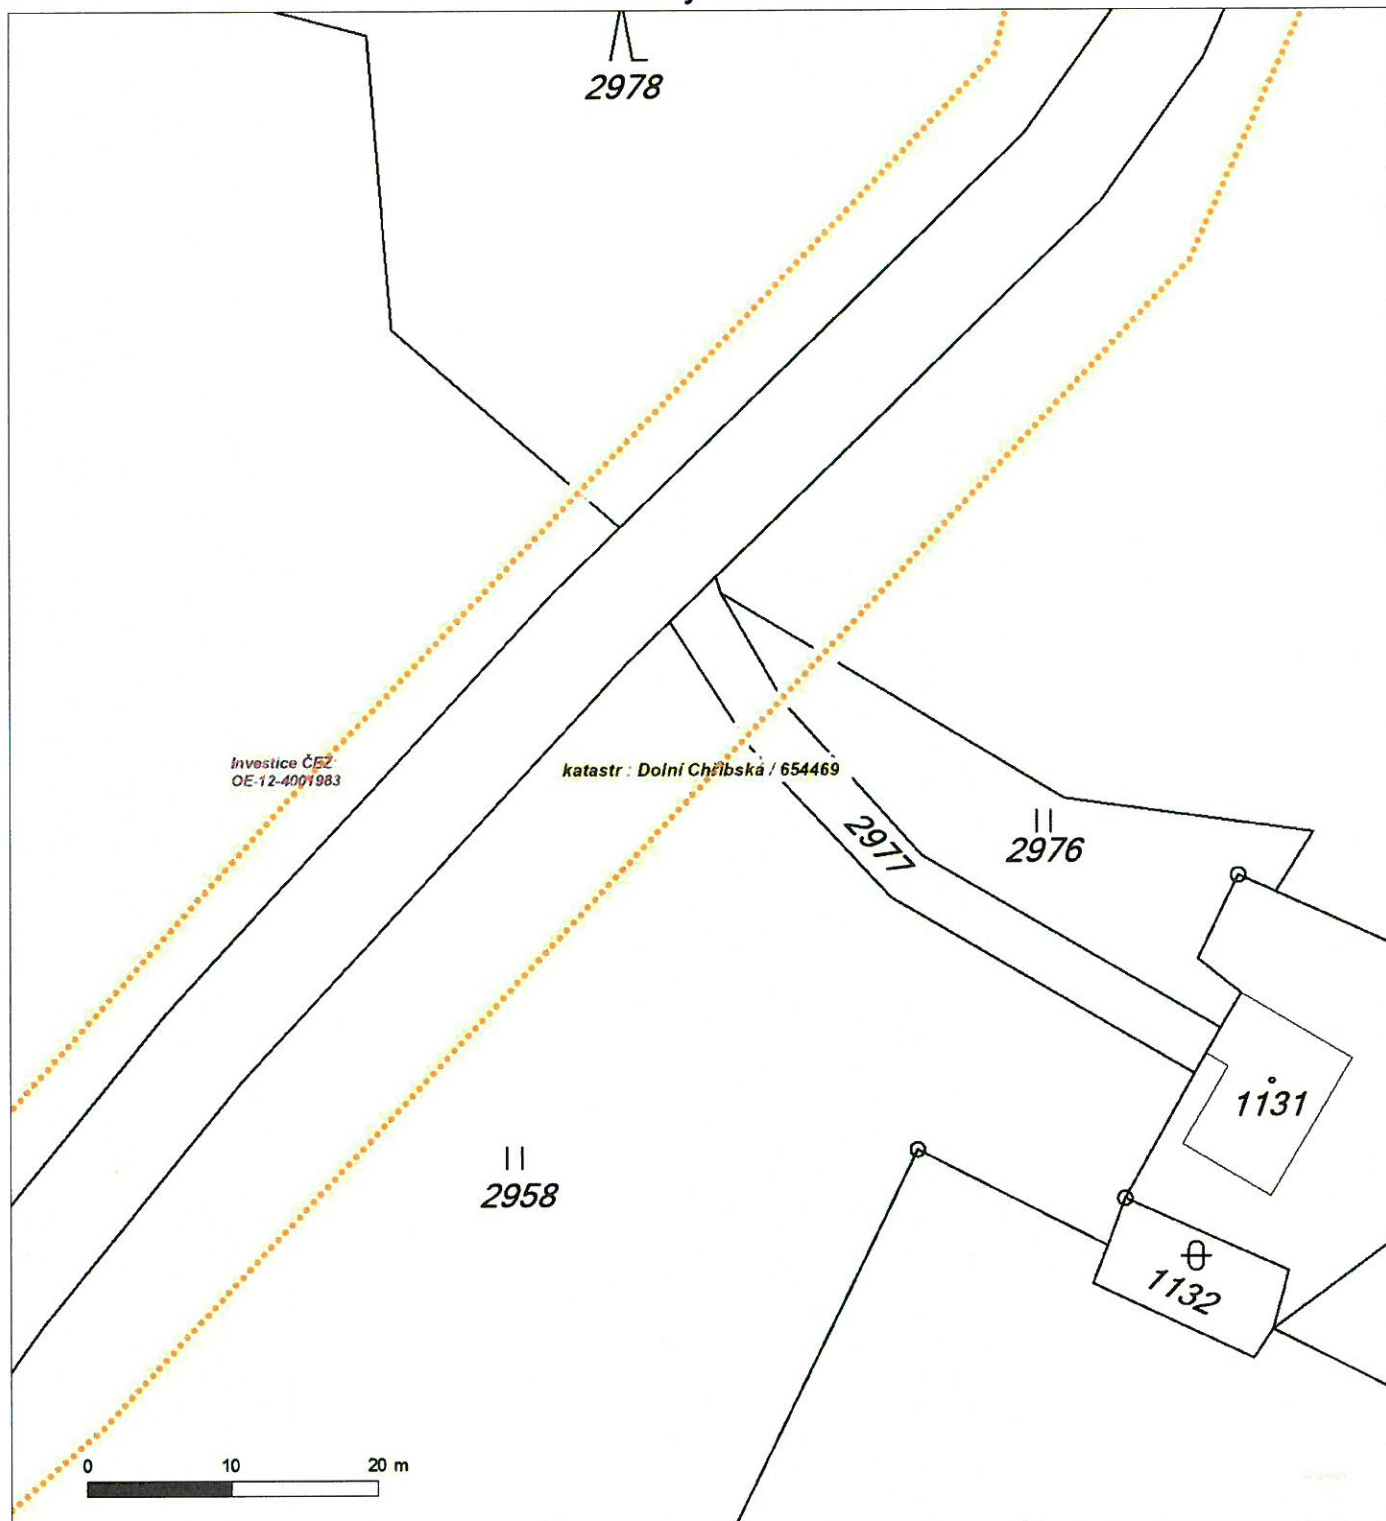 2978
Investice ČEZ:
OE-12-4001983
katastr : Dolní Chřibská / 654469
2977
2976
1131
2958
1132
0 10 20 m